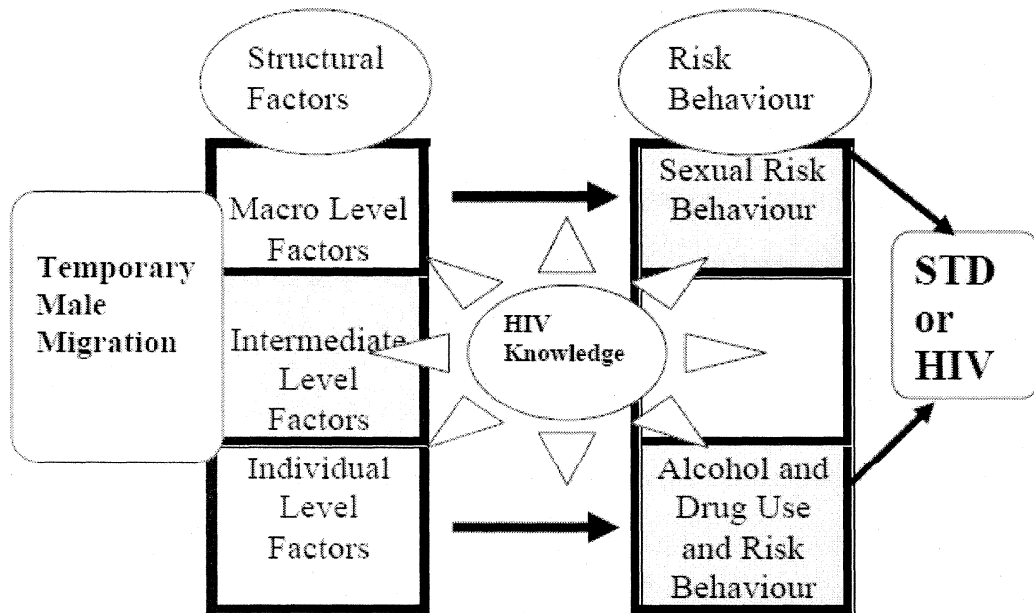 Structural
Factors
Risk
Behaviour
Temporary
Male
Migration
Macro Level
Factors
Intermediate
Level
Factors
Individual
Level
Factors
HIV
Knowledge
Sexual Risk
Behaviour
Alcohol and
Drug Use
and Risk
Behaviour
STD
or
HIV